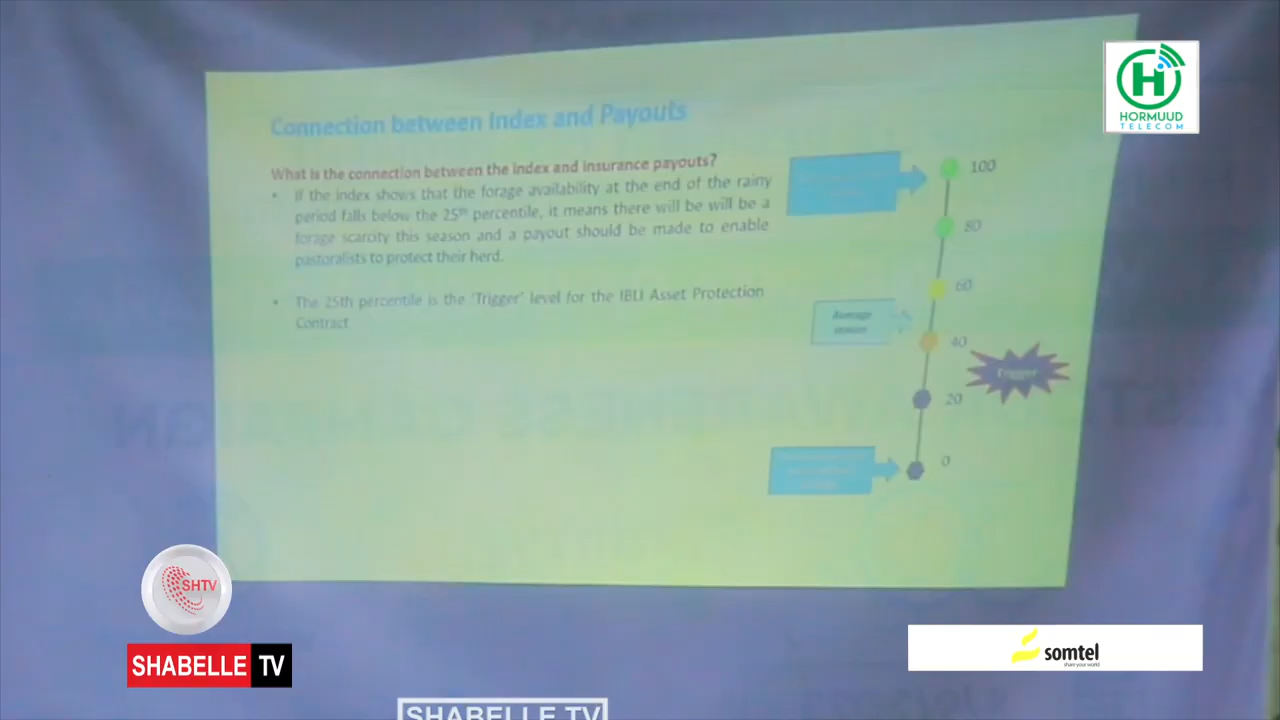 Connection between Index and Payouts
What is the connection between the index and insurance payouts?
• If the index shows that the forage availability at the end of the rainy
period falls below the 25th percentile, it means there will be will be a
forage scarcity this season and a payout should be made to enable
pastoralists to protect their herd.
• The 25th percentile is the 'Trigger' level for the IBLI Asset Protection
Contract
100
80
60
Average
season
40
Trigger
20
0
HORMUUD
TELECOM
SHTV
SHABELLE TV
somtel
share your world
SHABELLE TV